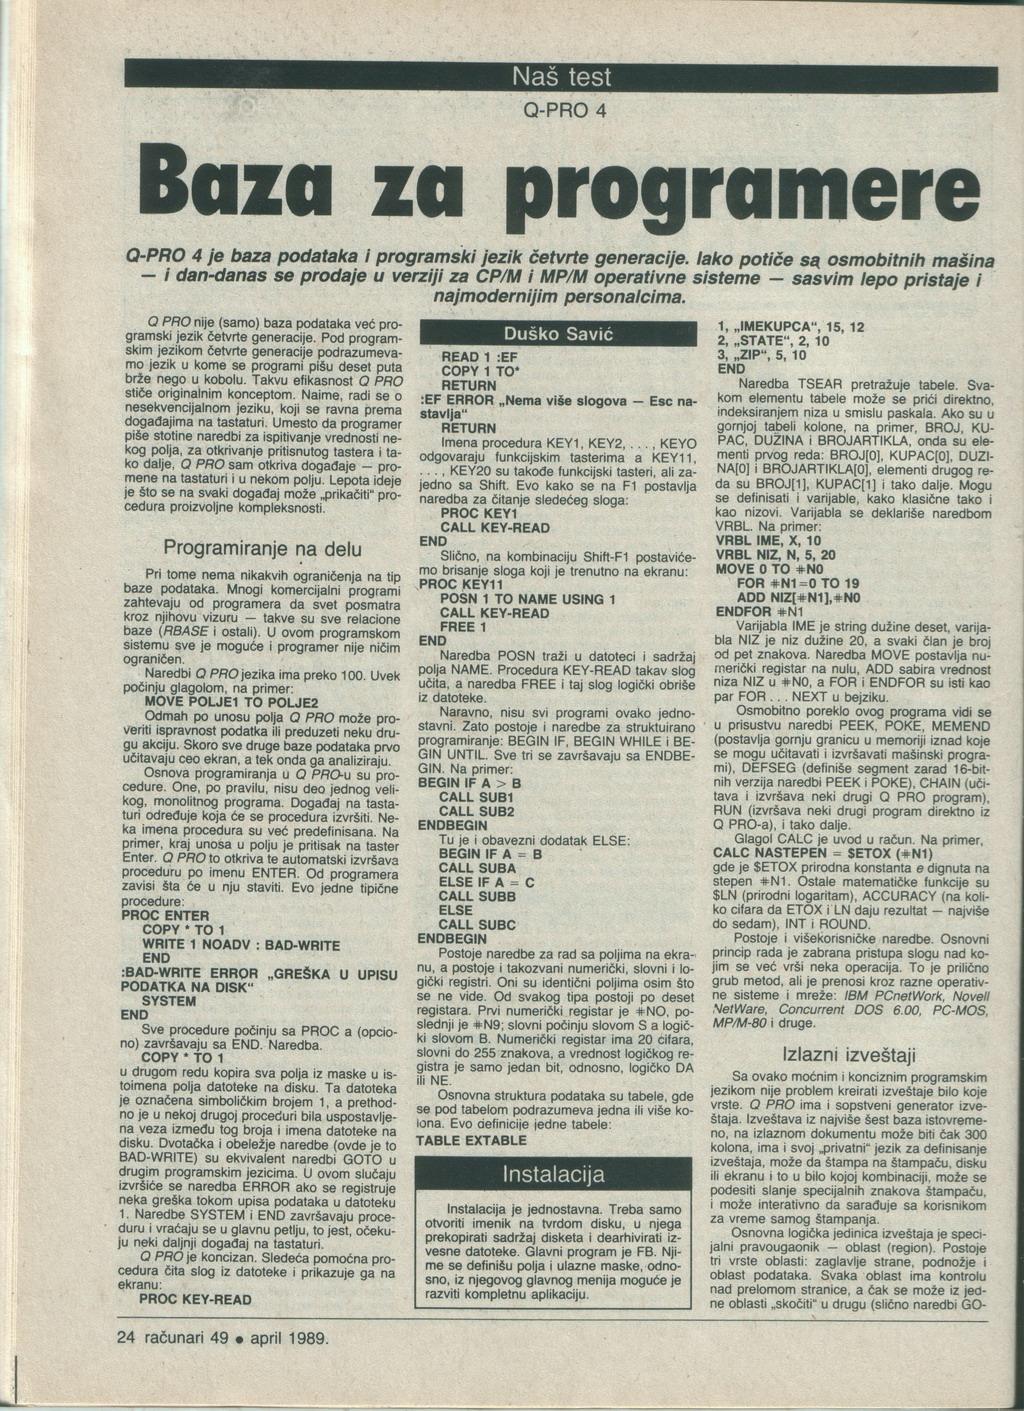 Naš test
Q-PRO 4
Baza za programere
Q-PRO 4 je baza podataka i programski jezik četvrte generacije. Iako potiče sa osmobitnih mašina
— i dan-danas se prodaje u verziji za CP/M i MP/M operativne sisteme — sasvim lepo pristaje i
najmodernijim personalcima.
Q PRO nije (samo) baza podataka već pro-
gramski jezik četvrte generacije. Pod program-
skim jezikom četvrte generacije podrazumeva-
mo jezik u kome se programi pišu deset puta
brže nego u kobolu. Takvu efikasnost Q PRO
stiče originalnim konceptom. Naime, radi se o
nesekvencijalnom jeziku, koji se ravna prema
događajima na tastaturi. Umesto da programer
piše stotine naredbi za ispitivanje vrednosti ne-
kog polja, za otkrivanje pritisnutog tastera i ta-
ko dalje, Q PRO sam otkriva događaje — pro-
mene na tastaturi i u nekom polju. Lepota ideje
je što se na svaki događaj može „prikačiti“ pro-
cedura proizvoljne kompleksnosti.
Programiranje na delu
Pri tome nema nikakvih ograničenja na tip
baze podataka. Mnogi komercijalni programi
zahtevaju od programera da svet posmatra
kroz njihovu vizuru — takve su sve relacione
baze (RBASE i ostali). U ovom programskom
sistemu sve je moguće i programer nije ničim
ograničen.
Naredbi Q PRO jezika ima preko 100. Uvek
počinju glagolom, na primer:
MOVE POLJE1 TO POLJE2
Odmah po unosu polja Q PRO može pro-
veriti ispravnost podatka ili preduzeti neku dru-
gu akciju. Skoro sve druge baze podataka prvo
učitavaju ceo ekran, a tek onda ga analiziraju.
Osnova programiranja u Q PRO-u su pro-
cedure. One, po pravilu, nisu deo jednog veli-
kog, monolitnog programa. Događaj na tasta-
turi određuje koja će se procedura izvršiti. Ne-
ka imena procedura su već predefinisana. Na
primer, kraj unosa u polju je pritisak na taster
Enter. Q PRO to otkriva te automatski izvršava
proceduru po imenu ENTER. Od programera
zavisi šta će u nju staviti. Evo jedne tipične
procedure:
PROC ENTER
COPY * TO 1
WRITE 1 NOADV : BAD-WRITE
END
:BAD-WRITE ERROR „GREŠKA U UPISU
PODATKA NA DISK“
SYSTEM
END
Sve procedure počinju sa PROC a (opcio-
no) završavaju sa END. Naredba.
COPY * TO 1
u drugom redu kopira sva polja iz maske u is-
toimena polja datoteke na disku. Ta datoteka
je označena simboličkim brojem 1, a prethod-
no je u nekoj drugoj proceduri bila uspostavlje-
na veza između tog broja i imena datoteke na
disku. Dvotačka i obeležje naredbe (ovde je to
BAD-WRITE) su ekvivalent naredbi GOTO u
drugim programskim jezicima. U ovom slučaju
izvršiće se naredba ERROR ako se registruje
neka greška tokom upisa podataka u datoteku
1. Naredbe SYSTEM i END završavaju proce-
duru i vraćaju se u glavnu petlju, to jest, očeku-
ju neki daljnji događaj na tastaturi.
Q PRO je koncizan. Sledeća pomoćna pro-
cedura čita slog iz datoteke i prikazuje ga na
ekranu:
PROC KEY-READ
Duško Savić
READ 1 :EF
COPY 1 TO*
RETURN
:EF ERROR „Nema više slogova — Esc na-
stavlja“
RETURN
Imena procedura KEY1, KEY2, . . . , KEYO
odgovaraju funkcijskim tasterima a KEY11,
. . . , KEY20 su takođe funkcijski tasteri, ali za-
jedno sa Shift. Evo kako se na F1 postavlja
naredba za čitanje sledećeg sloga:
PROC KEY1
CALL KEY-READ
END
Slično, na kombinaciju Shift-F1 postaviće-
mo brisanje sloga koji je trenutno na ekranu:
PROC KEY11
POSN 1 TO NAME USING 1
CALL KEY-READ
FREE 1
END
Naredba POSN traži u datoteci i sadržaj
polja NAME. Procedura KEY-READ takav slog
učita, a naredba FREE i taj slog logički obriše
iz datoteke.
Naravno, nisu svi programi ovako jedno-
stavni. Zato postoje i naredbe za struktuirano
programiranje: BEGIN IF, BEGIN WHILE i BE-
GIN UNTIL. Sve tri se završavaju sa ENDBE-
GIN. Na primer:
BEGIN IF A > B
CALL SUB1
CALL SUB2
ENDBEGIN
Tu je i obavezni dodatak ELSE:
BEGIN IF A = B
CALL SUBA
ELSE IF A = C
CALL SUBB
ELSE
CALL SUBC
ENDBEGIN
Postoje naredbe za rad sa poljima na ekra-
nu, a postoje i takozvani numerički, slovni i lo-
gički registri. Oni su identični poljima osim što
se ne vide. Od svakog tipa postoji po deset
registara. Prvi numerički registar je #NO, po-
slednji je #N9; slovni počinju slovom S a logič-
ki slovom B. Numerički registar ima 20 cifara,
slovni do 255 znakova, a vrednost logičkog re-
gistra je samo jedan bit, odnosno, logičko DA
ili NE.
Osnovna struktura podataka su tabele, gde
se pod tabelom podrazumeva jedna ili više ko-
lona. Evo definicije jedne tabele:
TABLE EXTABLE
Instalacija
Instalacija je jednostavna. Treba samo
otvoriti imenik na tvrdom disku, u njega
prekopirati sadržaj disketa i dearhivirati iz-
vesne datoteke. Glavni program je FB. Nji-
me se definišu polja i ulazne maske, odno-
sno, iz njegovog glavnog menija moguće je
razviti kompletnu aplikaciju.
1, „IMEKUPCA“, 15, 12
2, „STATE“, 2, 10
3, „ZIP“, 5, 10
END
Naredba TSEAR pretražuje tabele. Sva-
kom elementu tabele može se prići direktno,
indeksiranjem niza u smislu paskala. Ako su u
gornjoj tabeli kolone, na primer, BROJ, KU-
PAC, DUŽINA i BROJARTIKLA, onda su ele-
menti prvog reda: BROJ[0], KUPAC[0], DUZI-
NA[0] i BROJARTIKLA[0], elementi drugog re-
da su BROJ[1], KUPAC[1] i tako dalje. Mogu
se definisati i varijable, kako klasične tako i
kao nizovi. Varijabla se deklariše naredbom
VRBL. Na primer:
VRBL IME, X, 10
VRBL NIZ, N, 5, 20
MOVE 0 TO #NO
FOR #N1=0 TO 19
ADD NIZ[#N1],#NO
ENDFOR #N1
Varijabla IME je string dužine deset, varija-
bla NIZ je niz dužine 20, a svaki član je broj
od pet znakova. Naredba MOVE postavlja nu-
merički registar na nulu, ADD sabira vrednost
niza NIZ u #NO, a FOR i ENDFOR su isti kao
par FOR . . . NEXT u bejziku.
Osmobitno poreklo ovog programa vidi se
u prisustvu naredbi PEEK, POKE, MEMEND
(postavlja gornju granicu u memoriji iznad koje
se mogu učitavati i izvršavati mašinski progra-
mi), DEFSEG (definiše segment zarad 16-bit-
nih verzija naredbi PEEK i POKE), CHAIN (uči-
tava i izvršava neki drugi Q PRO program),
RUN (izvršava neki drugi program direktno iz
Q PRO-a), i tako dalje.
Glagol CALC je uvod u račun. Na primer,
CALC NASTEPEN = $ETOX (#N1)
gde je $ETOX prirodna konstanta e dignuta na
stepen #N1. Ostale matematičke funkcije su
$LN (prirodni logaritam), ACCURACY (na koli-
ko cifara da ETOX i LN daju rezultat — najviše
do sedam), INT i ROUND.
Postoje i višekorisničke naredbe. Osnovni
princip rada je zabrana pristupa slogu nad ko-
jim se već vrši neka operacija. To je prilično
grub metod, ali je prenosi kroz razne operativ-
ne sisteme i mreže: IBM PCnetWork, Novell
NetWare, Concurrent DOS 6.00, PC-MOS,
MP/M-80 i druge.
Izlazni izveštaji
Sa ovako moćnim i konciznim programskim
jezikom nije problem kreirati izveštaje bilo koje
vrste. Q PRO ima i sopstveni generator izve-
štaja. Izveštava iz najviše šest baza istovreme-
no, na izlaznom dokumentu može biti čak 300
kolona, ima i svoj „privatni“ jezik za definisanje
izveštaja, može da štampa na štampaču, disku
ili ekranu i to u bilo kojoj kombinaciji, može se
podesiti slanje specijalnih znakova štampaču,
i može interativno da sarađuje sa korisnikom
za vreme samog štampanja.
Osnovna logička jedinica izveštaja je speci-
jalni pravougaonik — oblast (region). Postoje
tri vrste oblasti: zaglavlje strane, podnožje i
oblast podataka. Svaka oblast ima kontrolu
nad prelomom stranice, a čak se može iz jed-
ne oblasti „skočiti“ u drugu (slično naredbi GO-
24 računari 49 • april 1989.